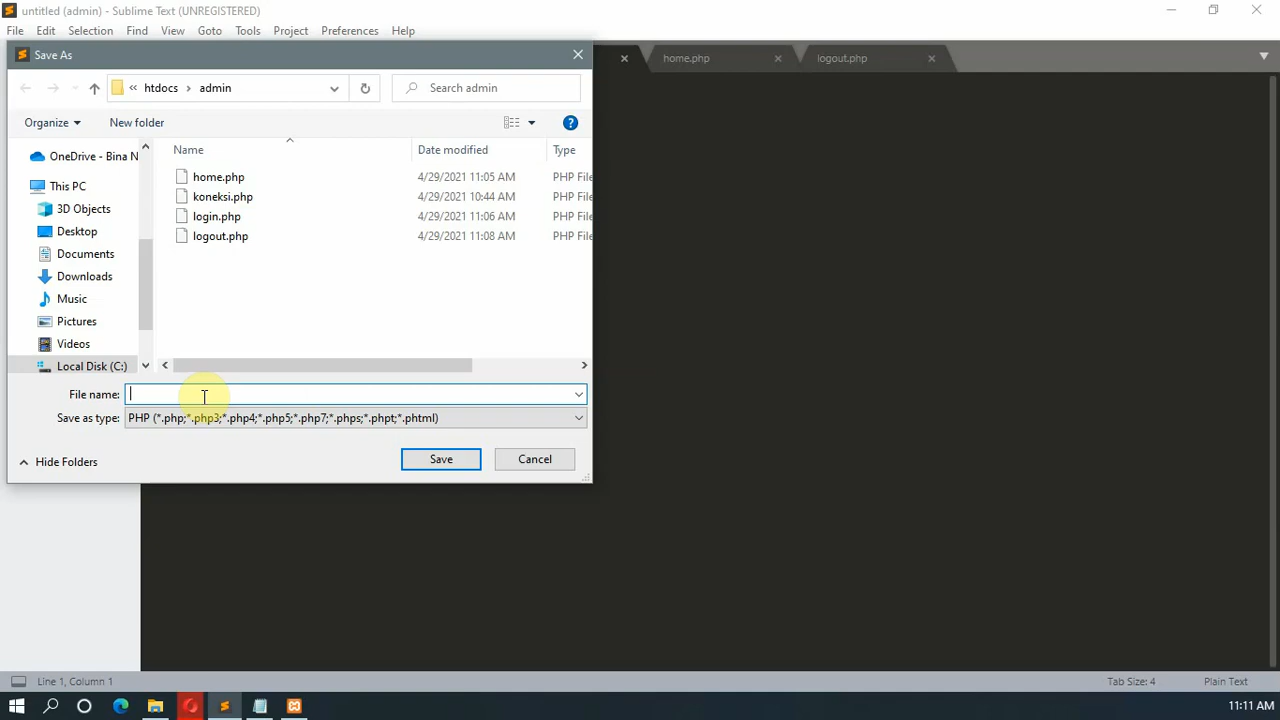 untitled (admin) - Sublime Text (UNREGISTERED)
File Edit Selection Find View Goto Tools Project Preferences Help
Save As
home.php
logout.php
« htdocs › admin
Search admin
Organize
New folder
Name
Date modified
Type
OneDrive - Bina N
This PC
3D Objects
Desktop
Documents
Downloads
Music
Pictures
Videos
Local Disk (C:)
home.php 4/29/2021 11:05 AM PHP File
koneksi.php 4/29/2021 10:44 AM PHP File
login.php 4/29/2021 11:06 AM PHP File
logout.php 4/29/2021 11:08 AM PHP File
File name:
Save as type: PHP (*.php;*.php3;*.php4;*.php5;*.php7;*.phps;*.phpt;*.phtml)
Hide Folders
Save
Cancel
Line 1, Column 1
Tab Size: 4
Plain Text
11:11 AM